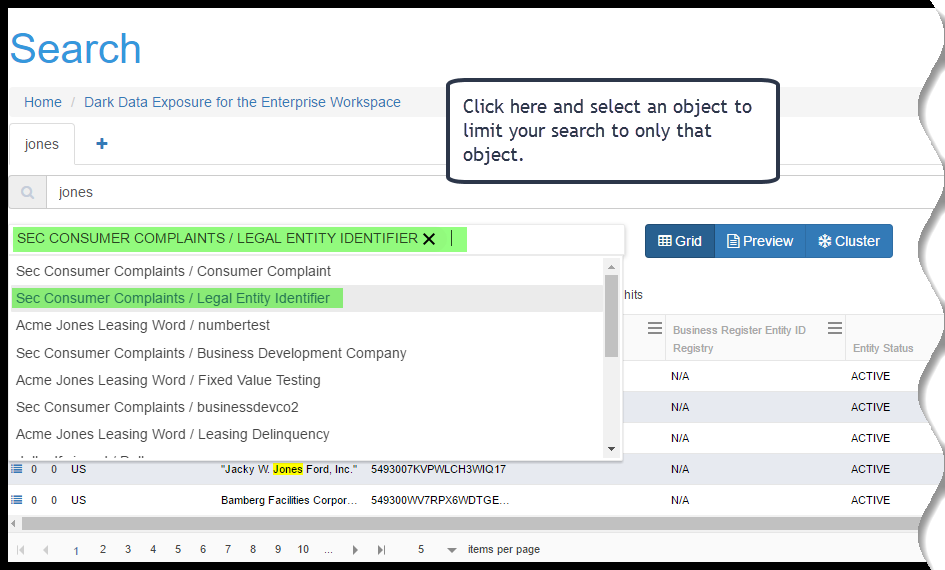 Search
Home / Dark Data Exposure for the Enterprise Workspace
Click here and select an object to
limit your search to only that
object.
jones +
jones
SEC CONSUMER COMPLAINTS / LEGAL ENTITY IDENTIFIER ✕
Grid Preview Cluster
Sec Consumer Complaints / Consumer Complaint
Sec Consumer Complaints / Legal Entity Identifier
hits
Acme Jones Leasing Word / numbertest
Sec Consumer Complaints / Business Development Company
Acme Jones Leasing Word / Fixed Value Testing
Sec Consumer Complaints / businessdevco2
Acme Jones Leasing Word / Leasing Delinquency
Business Register Entity ID
Registry
Entity Status
N/A ACTIVE
N/A ACTIVE
N/A ACTIVE
0 0 US "Jacky W. Jones Ford, Inc." 5493007KVPWLCH3WIQ17 N/A ACTIVE
0 0 US Bamberg Facilities Corpor... 549300WV7RPX6WDTGE... N/A ACTIVE
1 2 3 4 5 6 7 8 9 10 ... 5 items per page